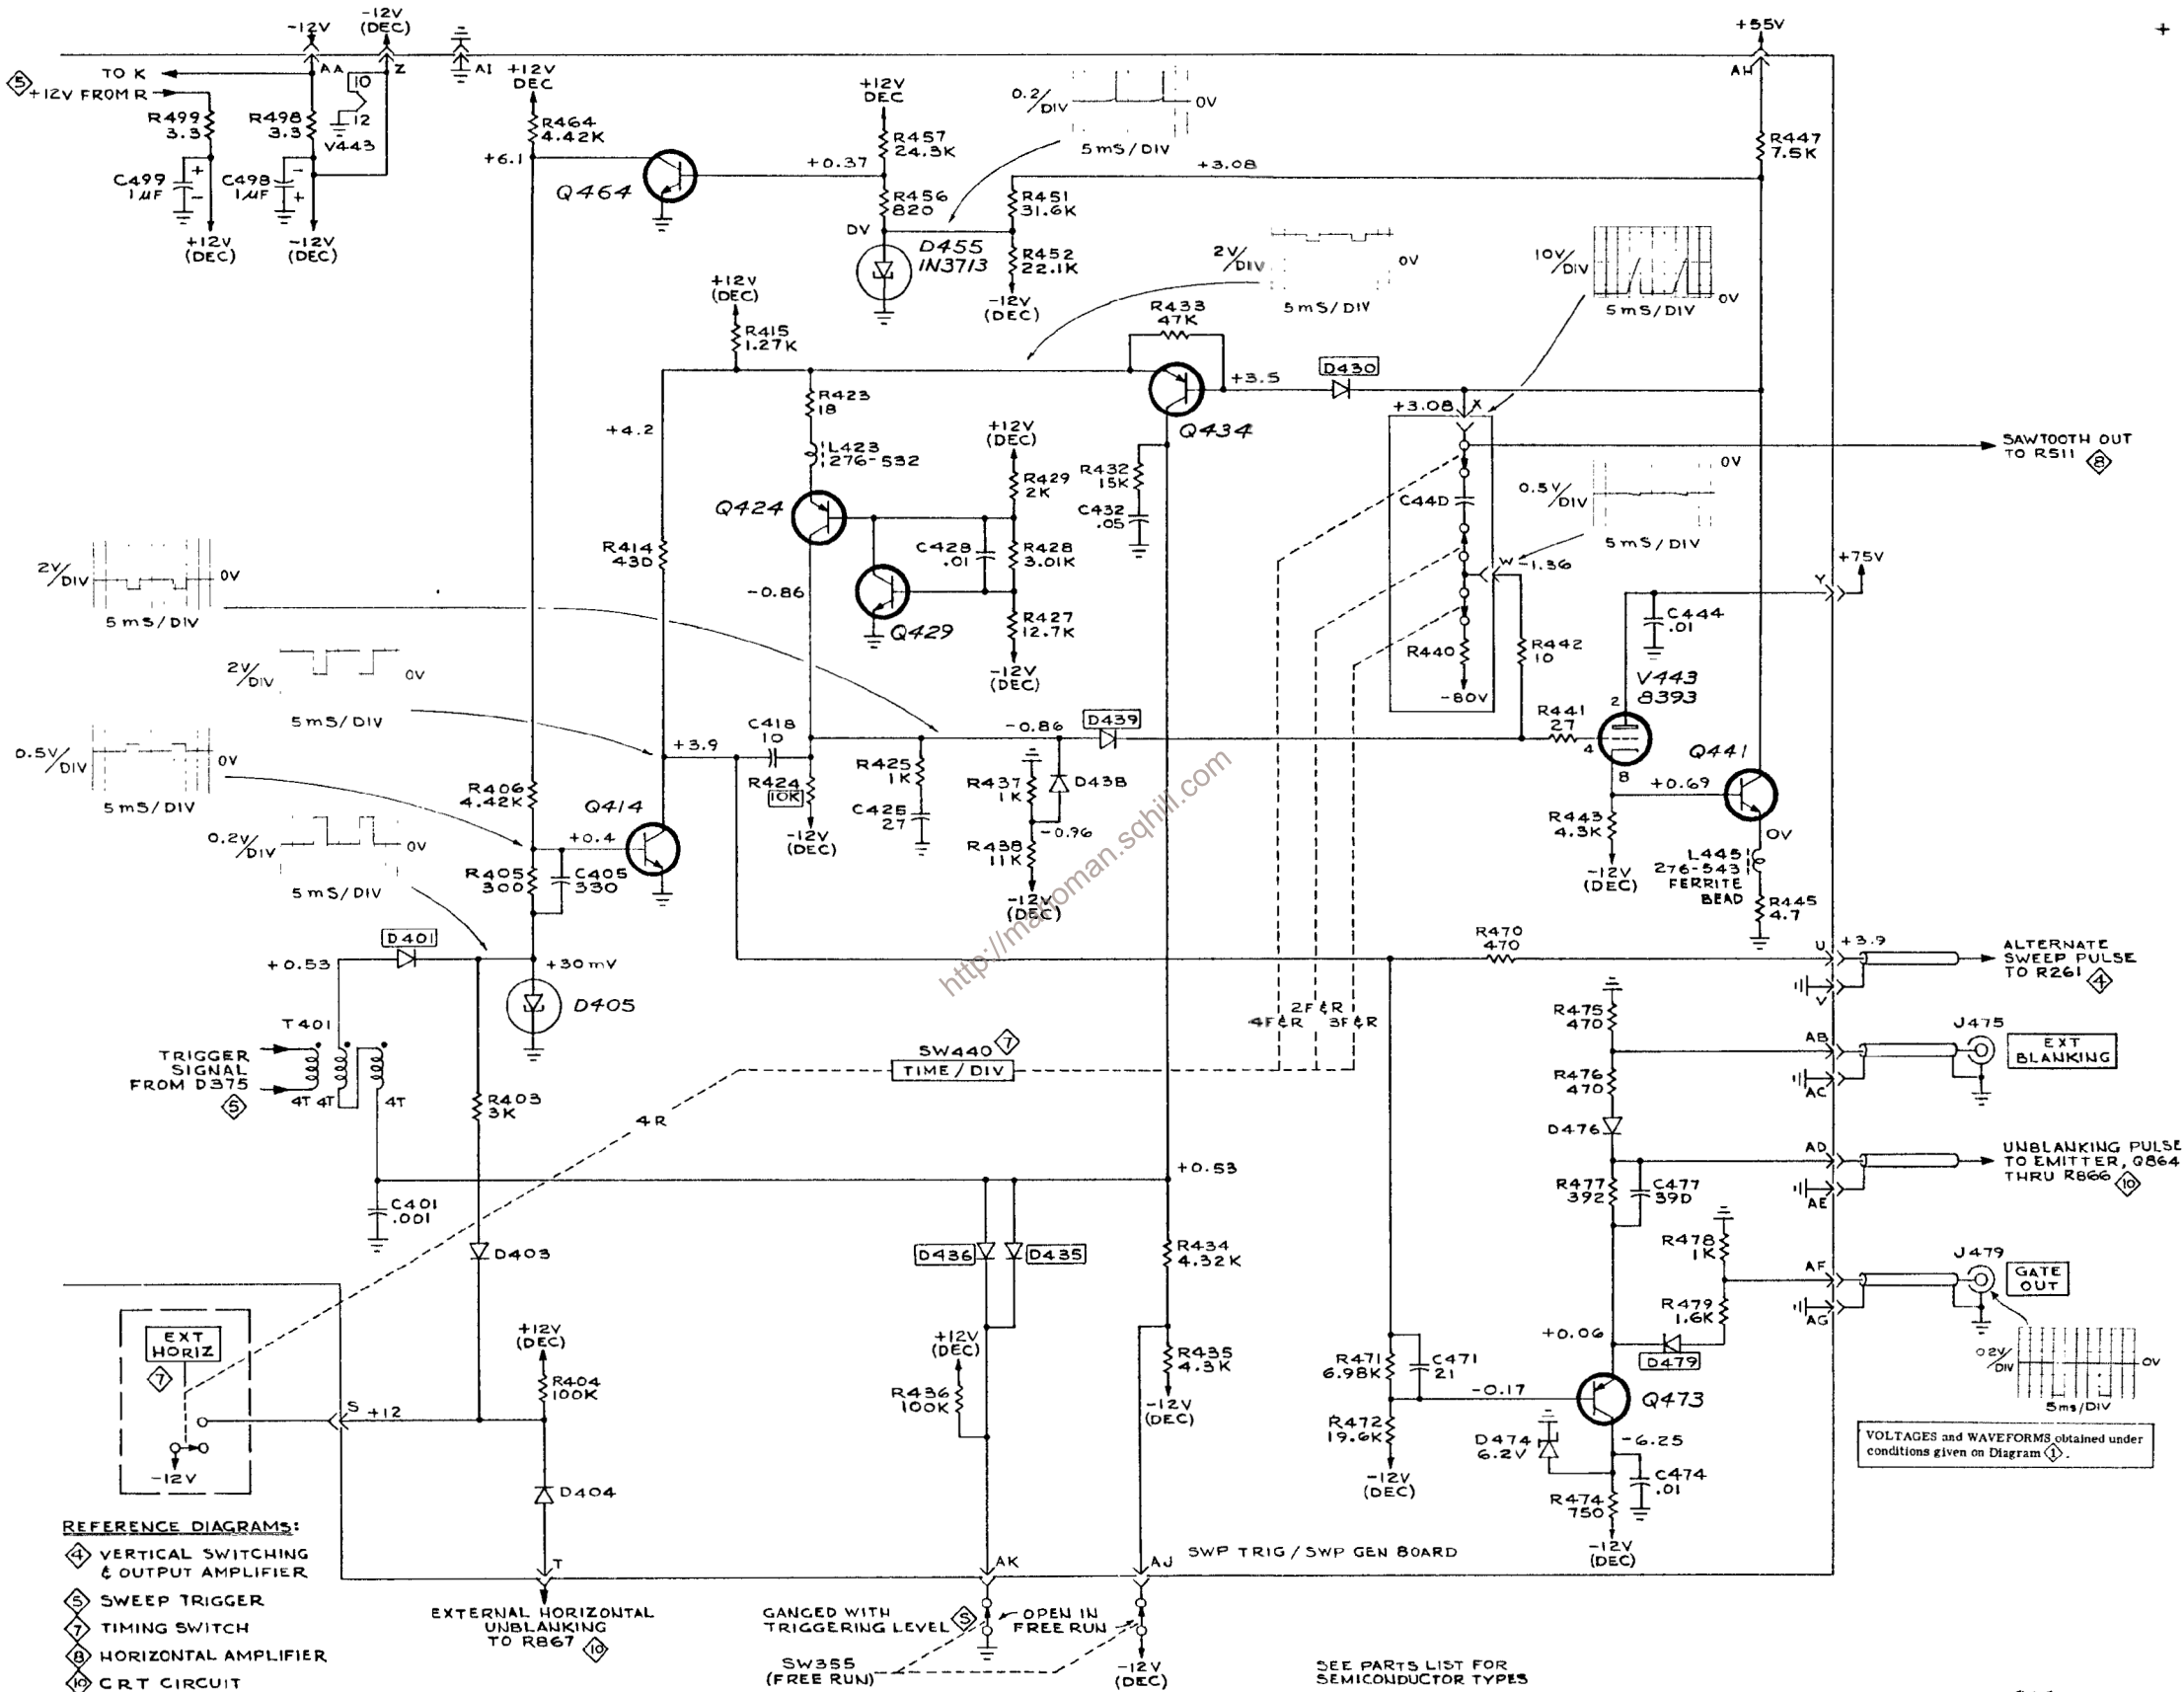 -12V
-12V
(DEC)
+55V
+
5
TO K
+12V FROM R
AA
Z
AI
AH
10
12
V443
R499
3.3
R498
3.3
C499
1µF
+
-
C498
1µF
-
+
+12V
(DEC)
-12V
(DEC)
+12V
DEC
R464
4.42K
+6.1
Q464
+0.37
+12V
DEC
R457
24.3K
R456
820
0V
D455
1N3713
0.2/
DIV
0V
5mS/DIV
+3.08
R451
31.6K
R452
22.1K
-12V
(DEC)
R447
7.5K
2V/
DIV
0V
5mS/DIV
10V/
DIV
0V
5mS/DIV
+12V
(DEC)
R415
1.27K
R433
47K
+3.5
D430
Q434
+3.08
X
SAWTOOTH OUT
TO R511 8
+4.2
R423
18
L423
276-532
Q424
+12V
(DEC)
R429
2K
R428
3.01K
C428
.01
R427
12.7K
-12V
(DEC)
Q429
R432
15K
C432
.05
C440
0.5V/
DIV
0V
5mS/DIV
W
-1.36
R440
-80V
R442
10
+75V
Y
C444
.01
V443
8393
2
4
8
R441
27
Q441
R414
430
-0.86
2V/
DIV
0V
5mS/DIV
2V/
DIV
0V
5mS/DIV
0.5V/
DIV
0V
5mS/DIV
0.2V/
DIV
0V
5mS/DIV
+3.9
C418
10
R424
10K
-12V
(DEC)
-0.86
D439
R425
1K
C425
27
R437
1K
D438
-0.96
R438
11K
-12V
(DEC)
+0.69
R443
4.3K
-12V
(DEC)
0V
L445
276-543
FERRITE
BEAD
R445
4.7
R406
4.42K
Q414
+0.4
R405
300
C405
330
D401
+0.53
+30mV
D405
T401
TRIGGER
SIGNAL
FROM D375
5
4T 4T 4T
R403
3K
4R
SW440 7
TIME/DIV
4F&R
2F&R
3F&R
R470
470
U
+3.9
V
ALTERNATE
SWEEP PULSE
TO R261
4
R475
470
R476
470
AB
AC
J475
EXT
BLANKING
D476
AD
AE
UNBLANKING PULSE
TO EMITTER, Q864
THRU R866 10
R477
392
C477
390
C401
.001
D403
+0.53
D436
D435
R434
4.32K
R435
4.3K
-12V
(DEC)
R478
1K
R479
1.6K
AF
AG
J479
GATE
OUT
0.2V/
DIV
0V
5ms/DIV
+0.06
D479
R471
6.98K
C471
21
-0.17
Q473
R472
19.6K
-12V
(DEC)
D474
6.2V
-6.25
C474
.01
R474
750
-12V
(DEC)
VOLTAGES and WAVEFORMS obtained under
conditions given on Diagram 1.
EXT
HORIZ
7
-12V
S
+12
+12V
(DEC)
R404
100K
D404
T
+12V
(DEC)
R436
100K
AK
AJ
SWP TRIG/SWP GEN BOARD
EXTERNAL HORIZONTAL
UNBLANKING
TO R867 10
GANGED WITH
TRIGGERING LEVEL 5
OPEN IN
FREE RUN
SW355
(FREE RUN)
-12V
(DEC)
SEE PARTS LIST FOR
SEMICONDUCTOR TYPES
REFERENCE DIAGRAMS:
4 VERTICAL SWITCHING
& OUTPUT AMPLIFIER
5 SWEEP TRIGGER
7 TIMING SWITCH
8 HORIZONTAL AMPLIFIER
10 CRT CIRCUIT
http://manoman.sqhill.com